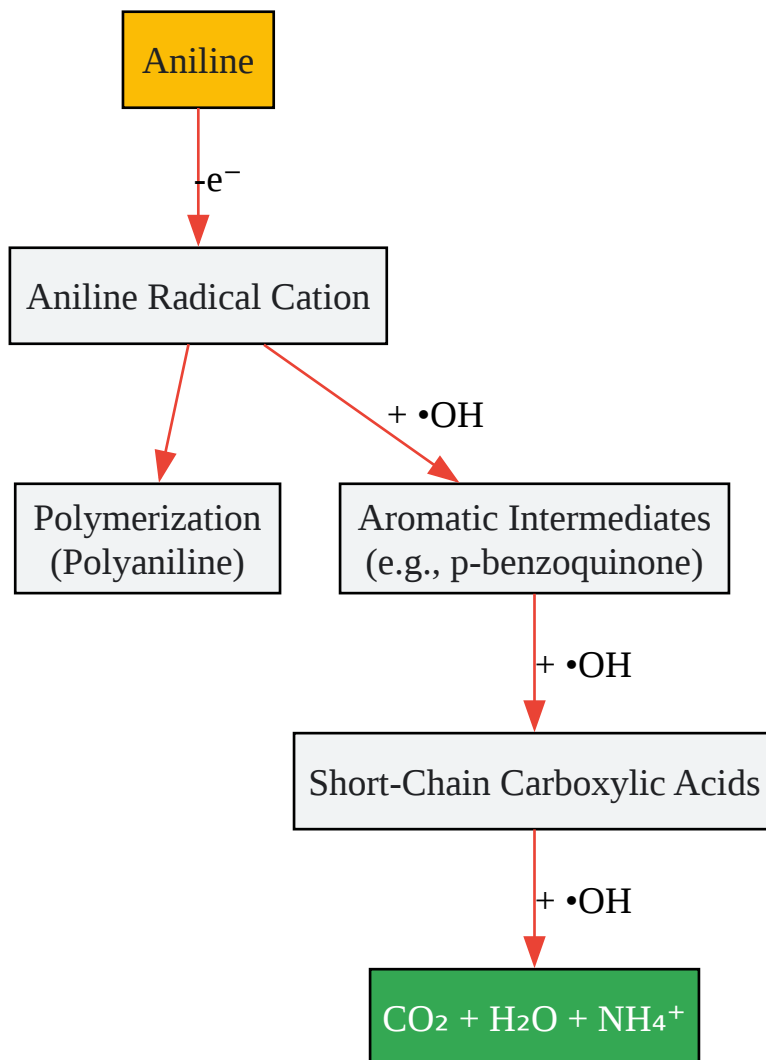 Aniline
-e⁻
Aniline Radical Cation
+ •OH
Polymerization
(Polyaniline)
Aromatic Intermediates
(e.g., p-benzoquinone)
+ •OH
Short-Chain Carboxylic Acids
+ •OH
CO₂ + H₂O + NH₄⁺